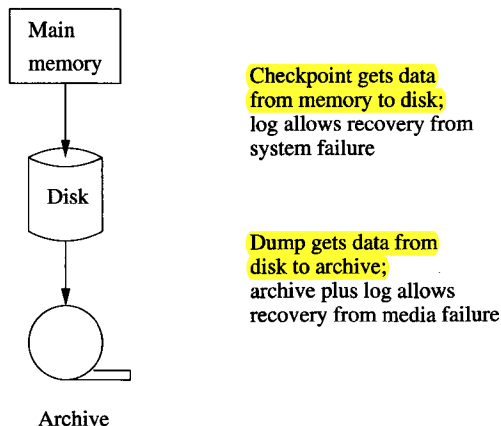 Main
memory
Checkpoint gets data
from memory to disk;
log allows recovery from
system failure
Disk
Dump gets data from
disk to archive;
archive plus log allows
recovery from media failure
Archive